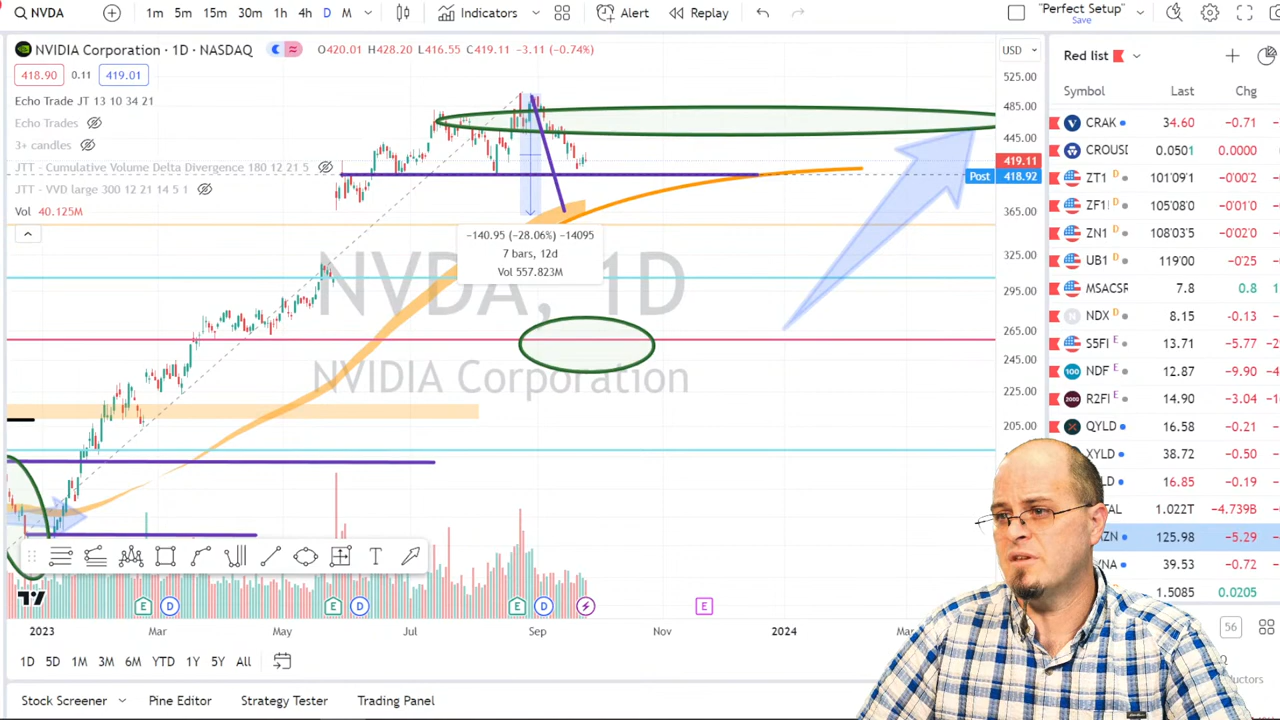 NVDA
1m 5m 15m 30m 1h 4h D M
Indicators
Alert
Replay
"Perfect Setup"
Save
NVIDIA Corporation · 1D · NASDAQ
O420.01 H428.20 L416.55 C419.11 −3.11 (−0.74%)
418.90 0.11 419.01
Echo Trade JT 13 10 34 21
Echo Trades
3+ candles
JTT - Cumulative Volume Delta Divergence 180 12 21 5
Vol 40.125M
USD
525.00
485.00
445.00
419.11
Post 418.92
365.00
325.00
295.00
265.00
245.00
225.00
205.00
−140.95 (−28.06%) −14095
7 bars, 12d
Vol 557.823M
NVDA, 1D
NVIDIA Corporation
E D E D E D E
2023 Mar May Jul Sep Nov 2024
1D 5D 1M 3M 6M YTD 1Y 5Y All
Stock Screener
Pine Editor
Strategy Tester
Trading Panel
Red list
Symbol Last Chg
CRAK 34.60 −0.71
CROUSD 0.0501 0.0000
ZT1 D 101'09'1 −0'00'2
ZF1! D 105'08'0 −0'01'0
ZN1 D 108'03'5 −0'02'0
UB1 D 119'00 −0'25
MSACSR 7.8 0.8
NDX D 8.15 −0.13
S5FI E 13.71 −5.77
NDF E 12.87 −9.90
R2FI E 14.90 −3.04
QYLD 16.58 −0.21
XYLD 38.72 −0.50
16.85 −0.19
1.022T −4.739B
125.98 −5.29
39.53 −0.72
1.5085 0.0205
56